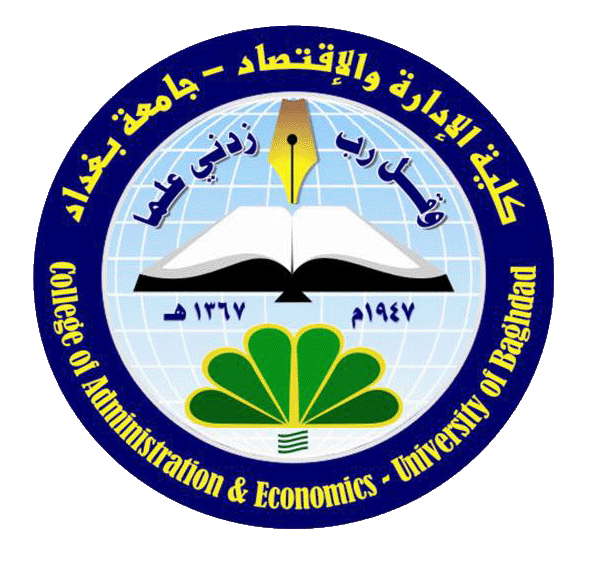 كلية الإدارة والإقتصاد - جامعة بغداد
وقل رب زدني علما
١٩٤٧م ١٣٦٧ هـ
College of Administration & Economics - University of Baghdad